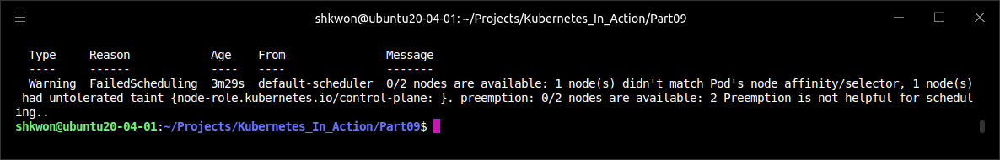 shkwon@ubuntu20-04-01: ~/Projects/Kubernetes_In_Action/Part09
Type Reason Age From Message
---- ------ ---- ---- -------
Warning FailedScheduling 3m29s default-scheduler 0/2 nodes are available: 1 node(s) didn't match Pod's node affinity/selector, 1 node(s)
had untolerated taint {node-role.kubernetes.io/control-plane: }. preemption: 0/2 nodes are available: 2 Preemption is not helpful for schedul
ing..
shkwon@ubuntu20-04-01:~/Projects/Kubernetes_In_Action/Part09$